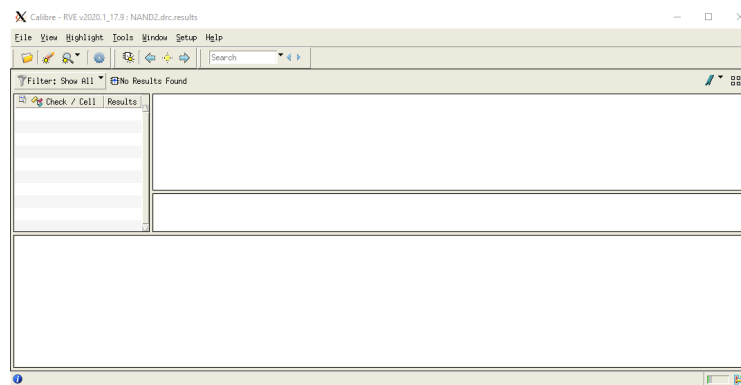 Calibre - RVE v2020.1_17.9 : NAND2.drc.results
File View Highlight Tools Window Setup Help
Search
Filter: Show All No Results Found
Check / Cell Results